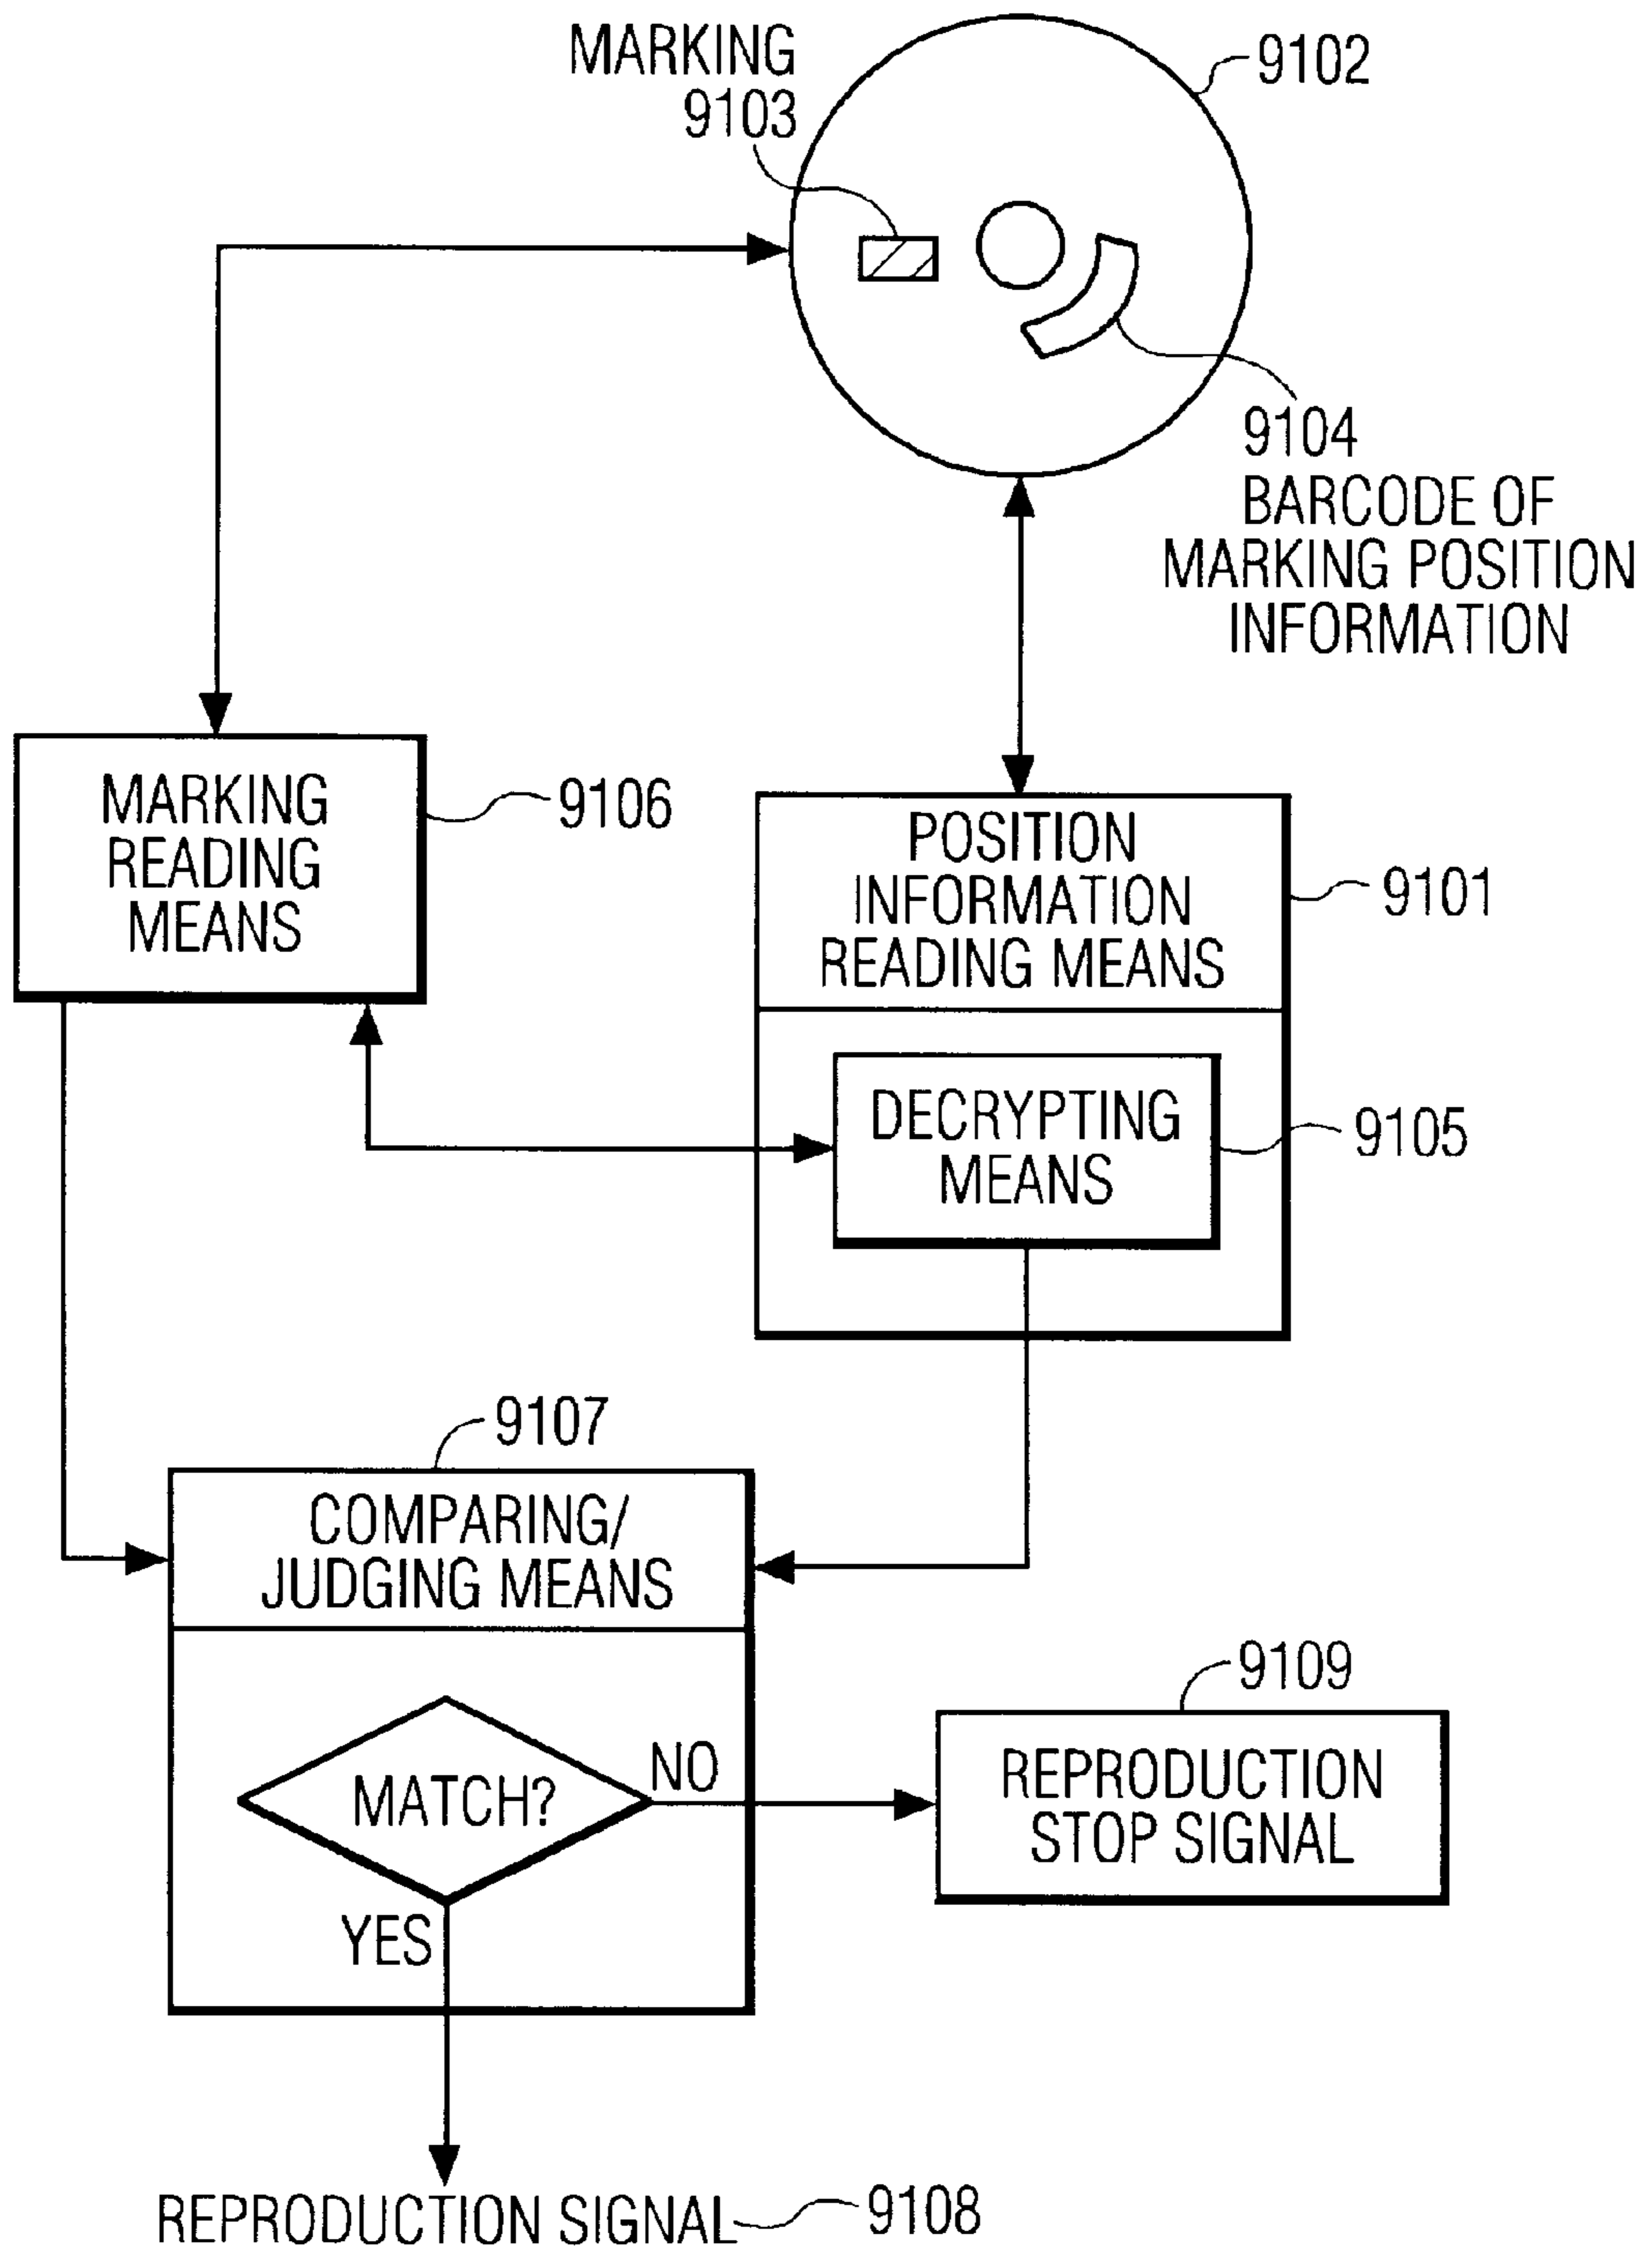 MARKING
9103
9102
9104
BARCODE OF
MARKING POSITION
INFORMATION
MARKING
READING
MEANS
9106
POSITION
INFORMATION
READING MEANS
9101
DECRYPTING
MEANS
9105
9107
COMPARING/
JUDGING MEANS
MATCH?
NO
YES
9109
REPRODUCTION
STOP SIGNAL
REPRODUCTION SIGNAL
9108